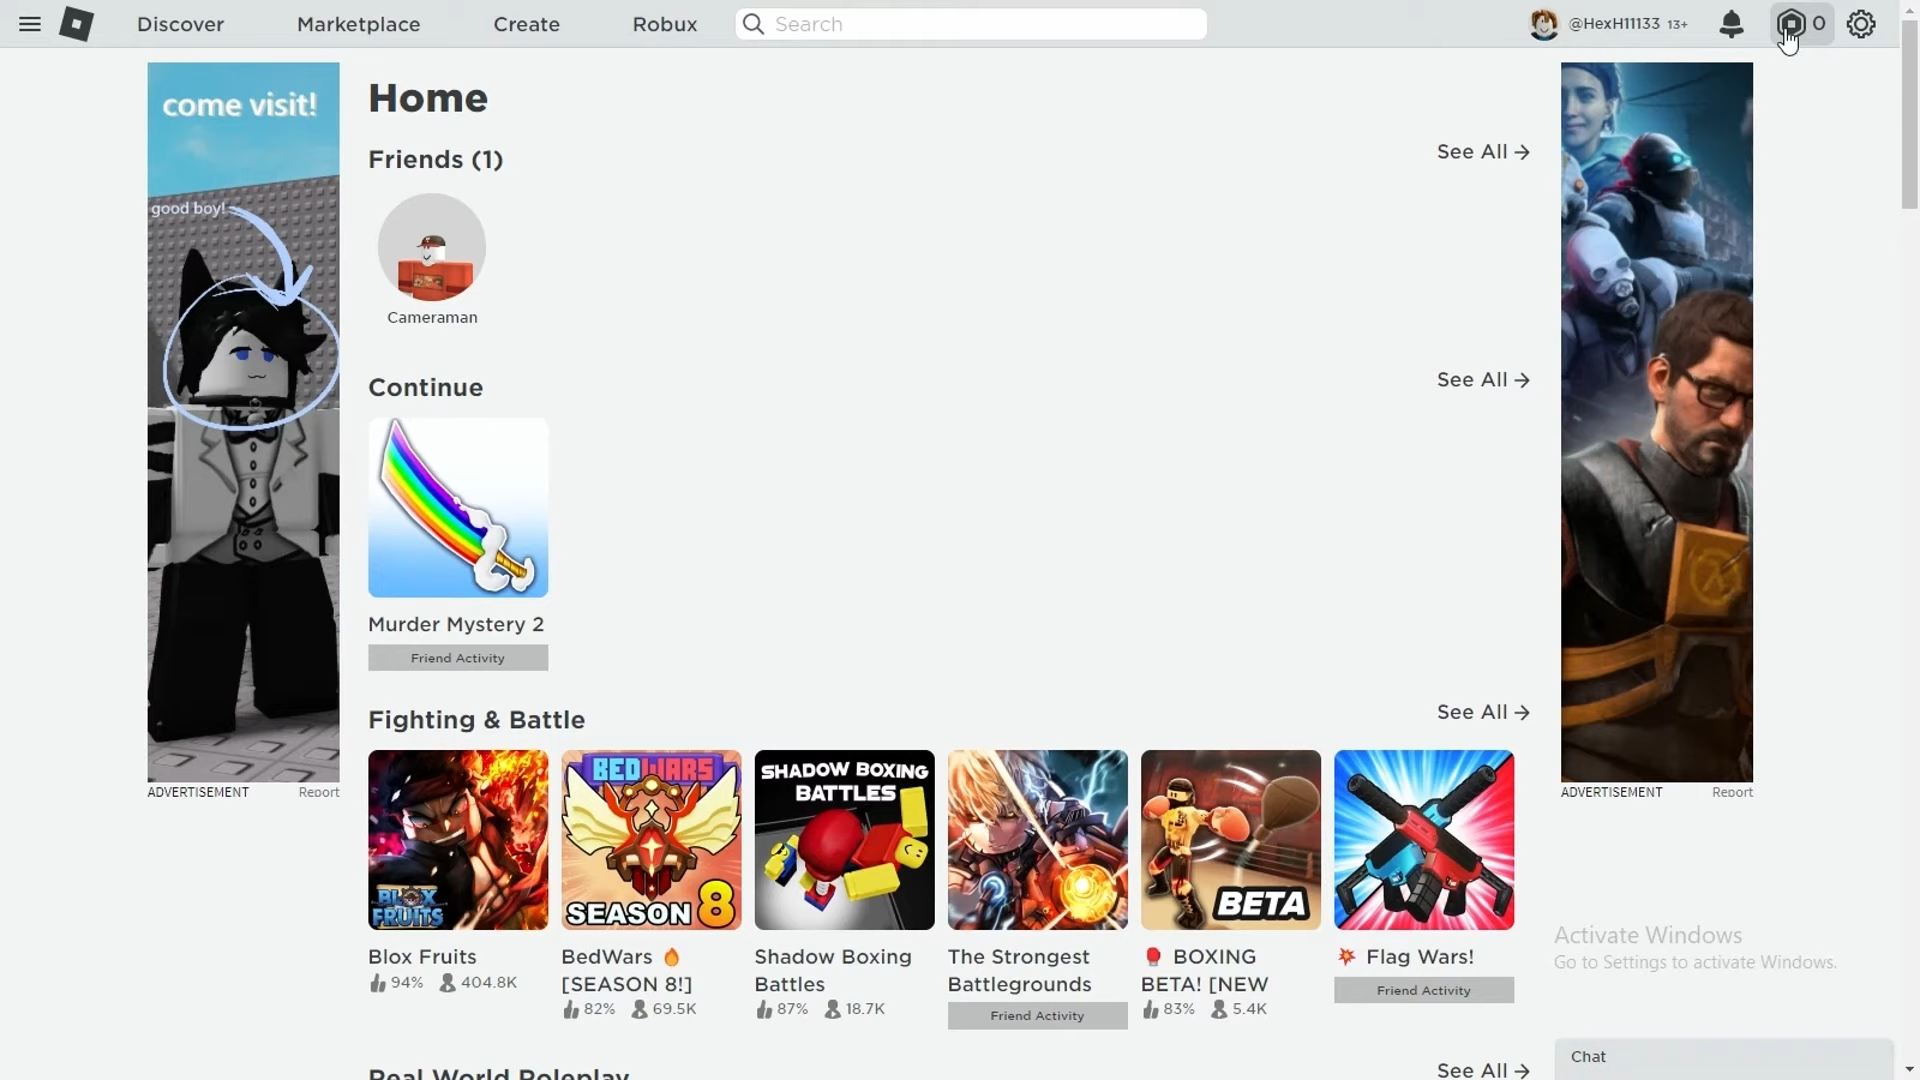 Discover Marketplace Create Robux Search @HexH11133 13+ 0
come visit!
good boy!
ADVERTISEMENT Report
Home
Friends (1) See All →
Cameraman
Continue See All →
Murder Mystery 2
Friend Activity
Fighting & Battle See All →
BLOX
FRUITS
BEDWARS
SEASON 8
SHADOW BOXING
BATTLES
BETA
Blox Fruits
94% 404.8K
BedWars 🔥
[SEASON 8!]
82% 69.5K
Shadow Boxing
Battles
87% 18.7K
The Strongest
Battlegrounds
Friend Activity
🥊 BOXING
BETA! [NEW
83% 5.4K
💥 Flag Wars!
Friend Activity
Real World Roleplay See All →
ADVERTISEMENT Report
Activate Windows
Go to Settings to activate Windows.
Chat